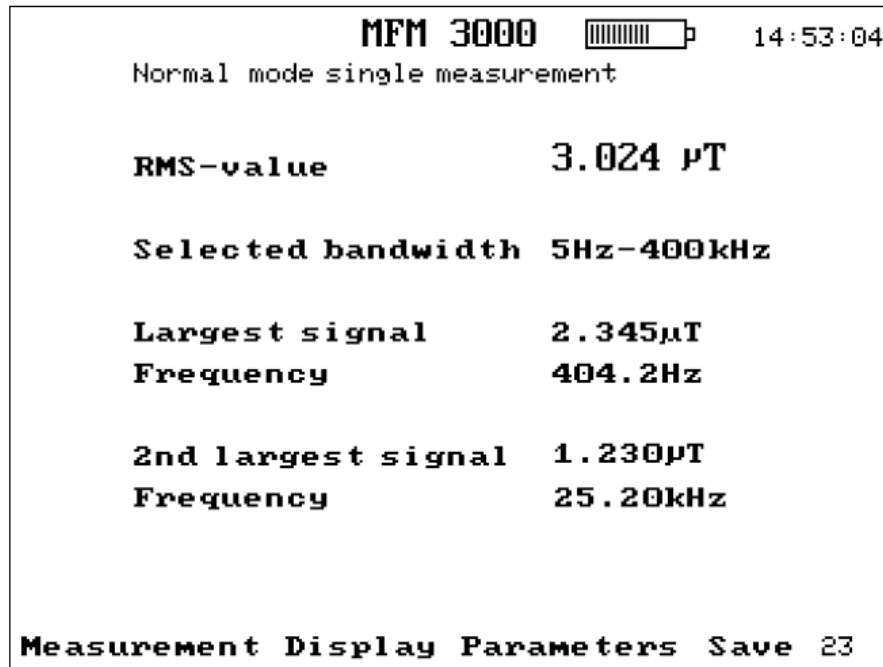 MFM 3000 14:53:04
Normal mode single measurement
RMS-value 3.024 µT
Selected bandwidth 5Hz-400kHz
Largest signal 2.345µT
Frequency 404.2Hz
2nd largest signal 1.230µT
Frequency 25.20kHz
Measurement Display Parameters Save 23